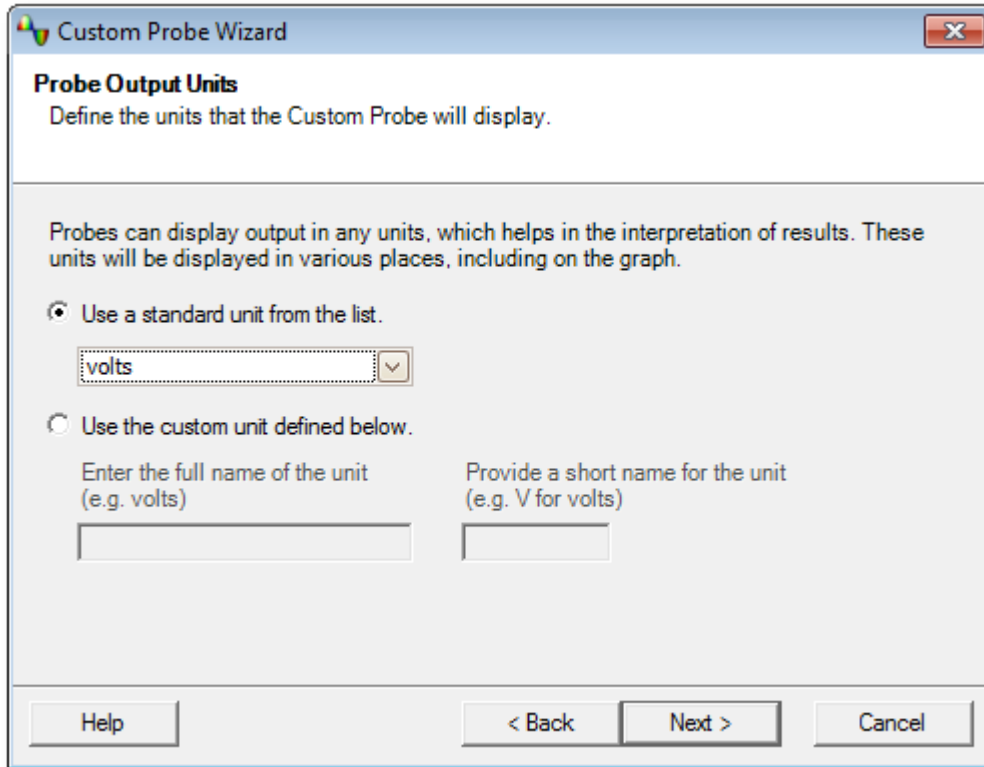 Custom Probe Wizard
Probe Output Units
Define the units that the Custom Probe will display.
Probes can display output in any units, which helps in the interpretation of results. These
units will be displayed in various places, including on the graph.
Use a standard unit from the list.
volts
Use the custom unit defined below.
Enter the full name of the unit
(e.g. volts)
Provide a short name for the unit
(e.g. V for volts)
Help
< Back
Next >
Cancel